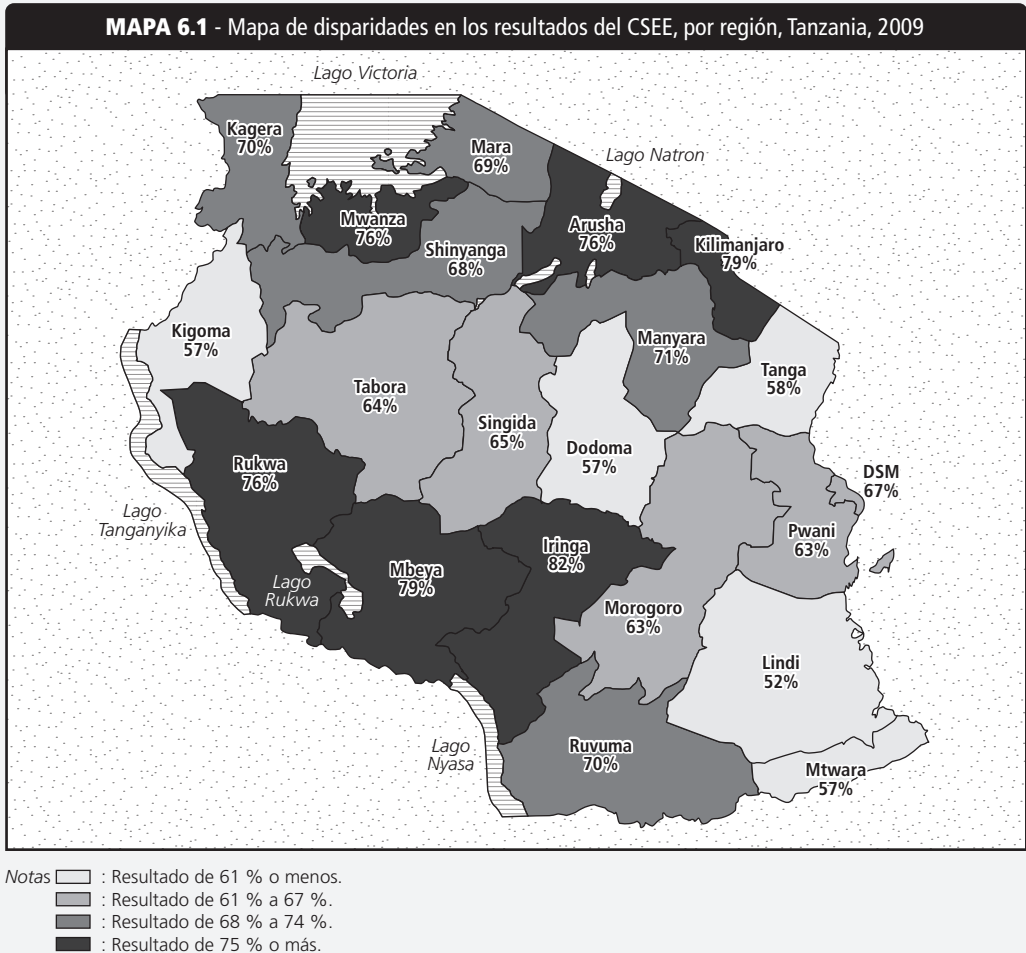 MAPA 6.1 - Mapa de disparidades en los resultados del CSEE, por región, Tanzania, 2009
Lago Victoria
Kagera
70%
Mara
69%
Lago Natron
Mwanza
76%
Arusha
76%
Shinyanga
68%
Kilimanjaro
79%
Kigoma
57%
Manyara
71%
Tabora
64%
Tanga
58%
Singida
65%
Dodoma
57%
Rukwa
76%
DSM
67%
Lago
Tanganyika
Pwani
63%
Iringa
82%
Mbeya
79%
Lago
Rukwa
Morogoro
63%
Lindi
52%
Lago
Nyasa
Ruvuma
70%
Mtwara
57%
Notas : Resultado de 61 % o menos.
: Resultado de 61 % a 67 %.
: Resultado de 68 % a 74 %.
: Resultado de 75 % o más.